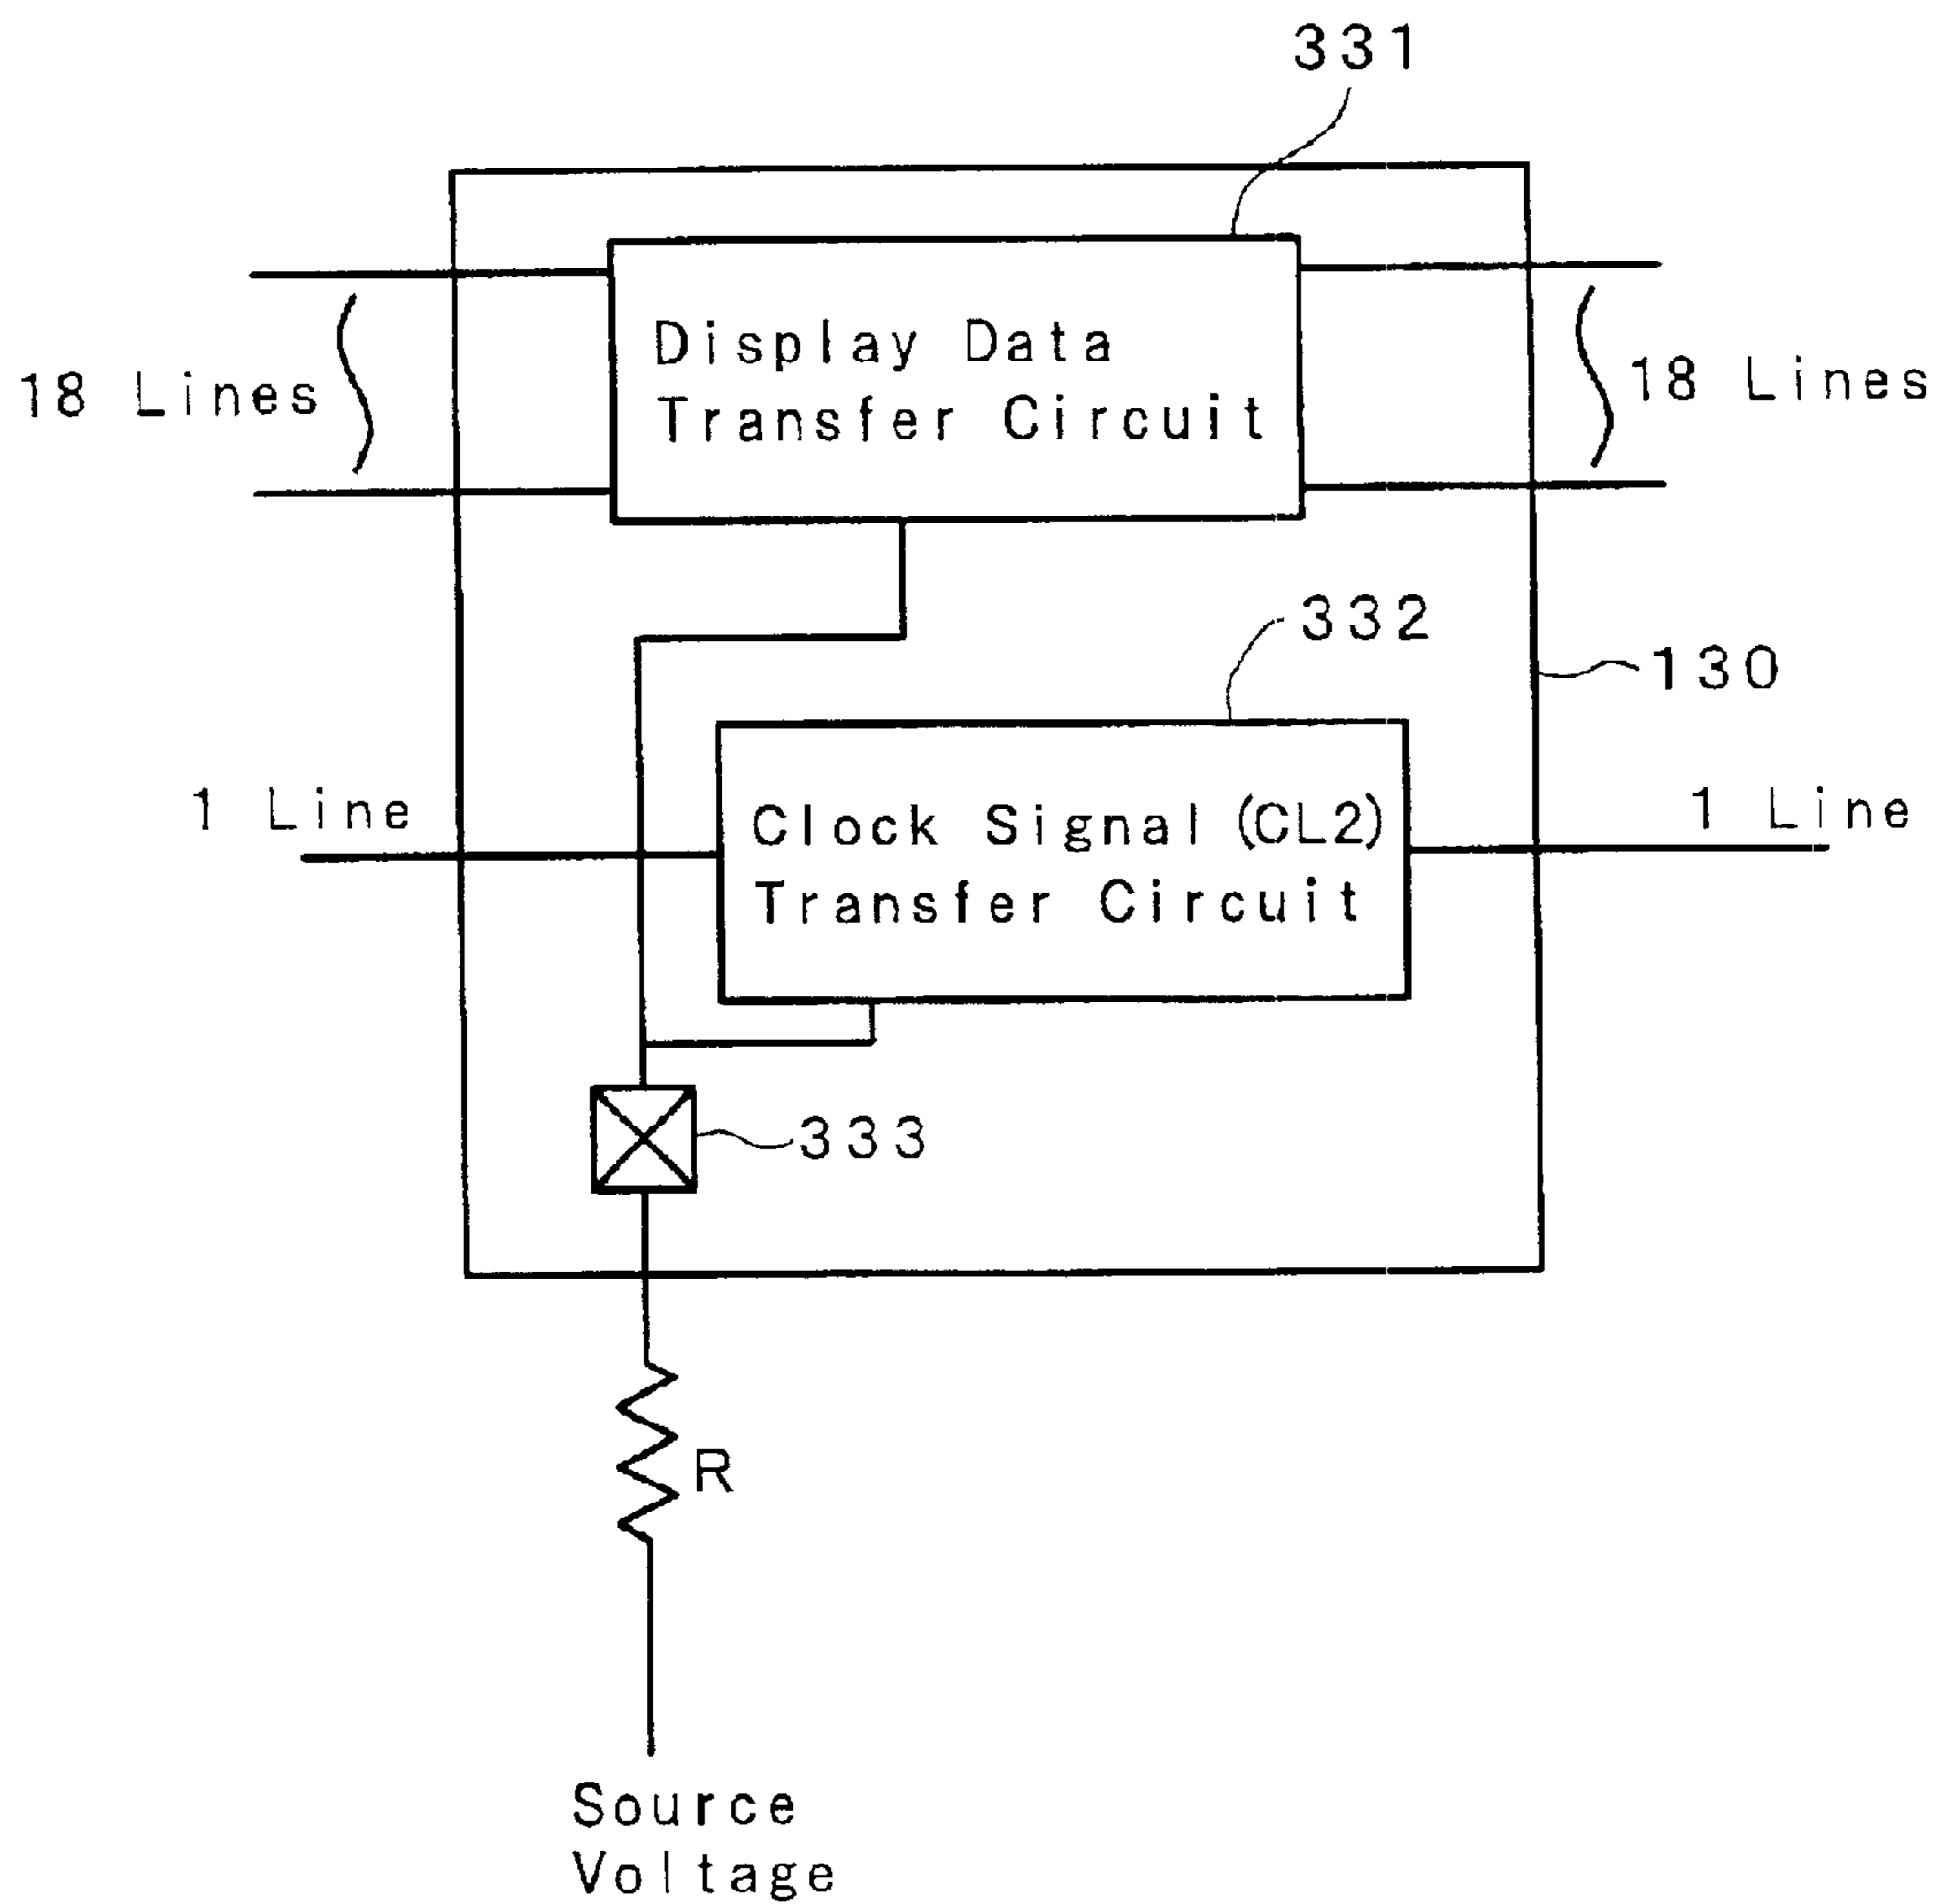 331
Display Data
Transfer Circuit
18 Lines
18 Lines
332
130
1 Line
Clock Signal (CL2)
Transfer Circuit
1 Line
333
R
Source
Voltage